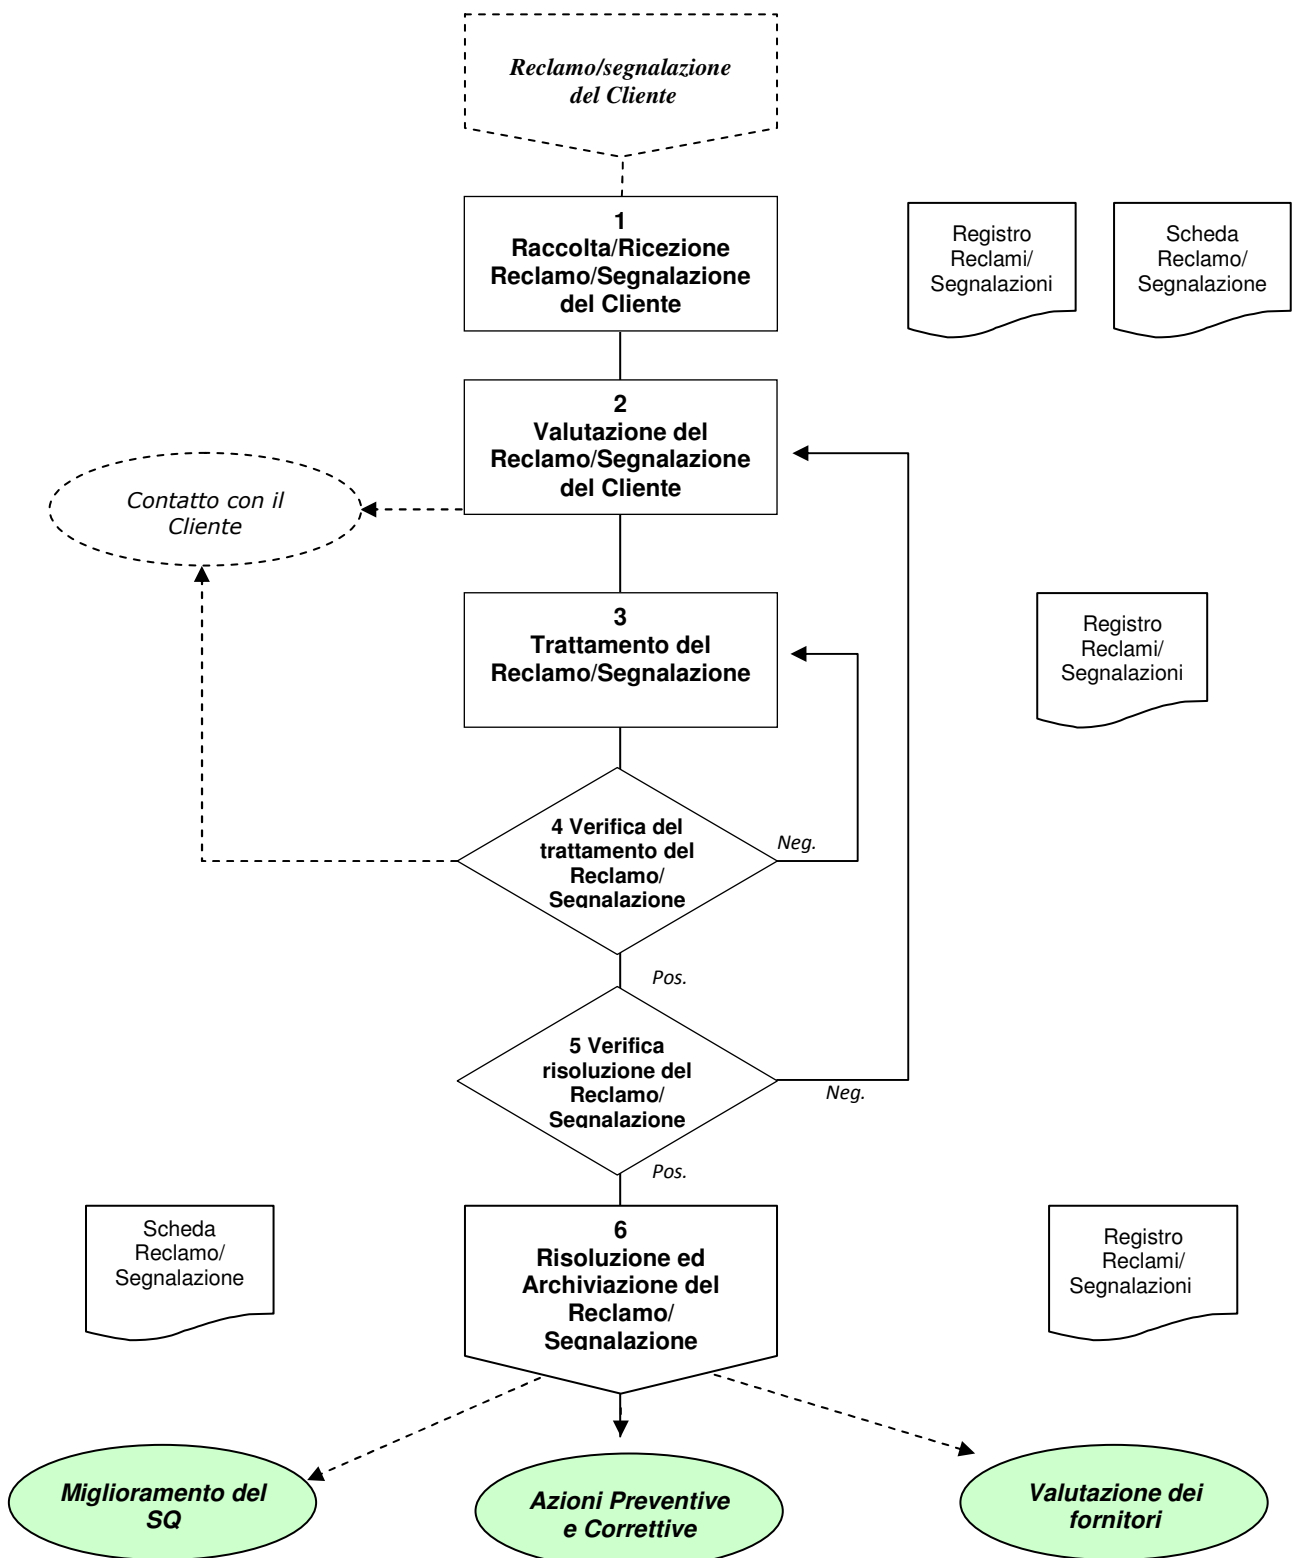 Reclamo/segnalazione
del Cliente
1
Raccolta/Ricezione
Reclamo/Segnalazione
del Cliente
Registro
Reclami/
Segnalazioni
Scheda
Reclamo/
Segnalazione
2
Valutazione del
Reclamo/Segnalazione
del Cliente
Contatto con il
Cliente
3
Trattamento del
Reclamo/Segnalazione
Registro
Reclami/
Segnalazioni
4 Verifica del
trattamento del
Reclamo/
Segnalazione
Neg.
Pos.
5 Verifica
risoluzione del
Reclamo/
Segnalazione
Neg.
Pos.
Scheda
Reclamo/
Segnalazione
6
Risoluzione ed
Archiviazione del
Reclamo/
Segnalazione
Registro
Reclami/
Segnalazioni
Miglioramento del
SQ
Azioni Preventive
e Correttive
Valutazione dei
fornitori